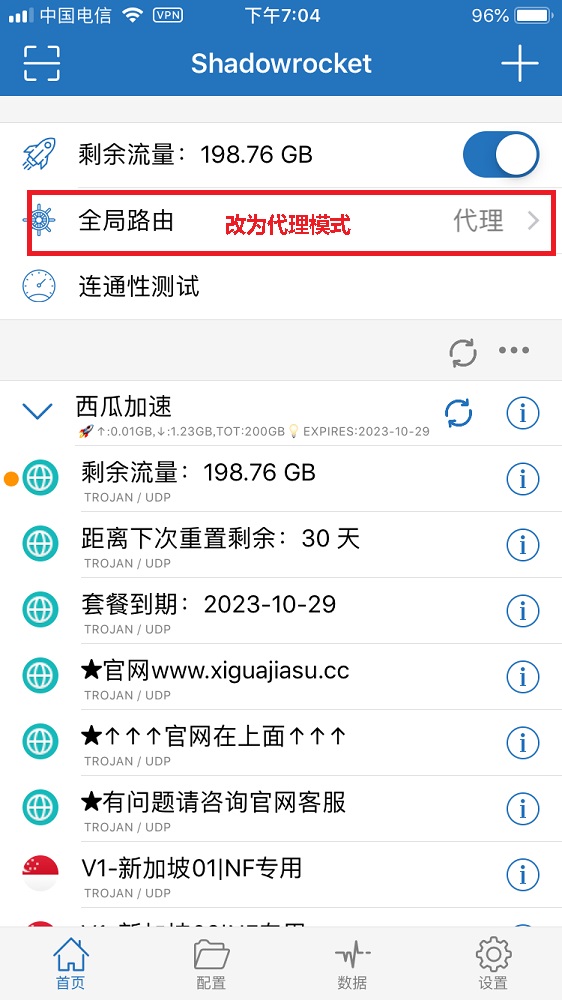 中国电信 VPN 下午7:04 96%
Shadowrocket
剩余流量：198.76 GB
全局路由 改为代理模式 代理
连通性测试
西瓜加速
🚀↑:0.01GB,↓:1.23GB,TOT:200GB💡EXPIRES:2023-10-29
剩余流量：198.76 GB
TROJAN / UDP
距离下次重置剩余：30 天
TROJAN / UDP
套餐到期：2023-10-29
TROJAN / UDP
★官网www.xiguajiasu.cc
TROJAN / UDP
★↑↑↑官网在上面↑↑↑
TROJAN / UDP
★有问题请咨询官网客服
TROJAN / UDP
V1-新加坡01|NF专用
TROJAN / UDP
首页 配置 数据 设置